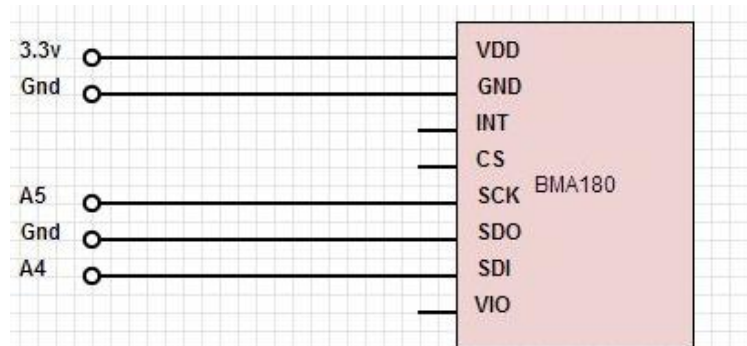 3.3v VDD
Gnd GND
INT
CS
BMA180
A5 SCK
Gnd SDO
A4 SDI
VIO